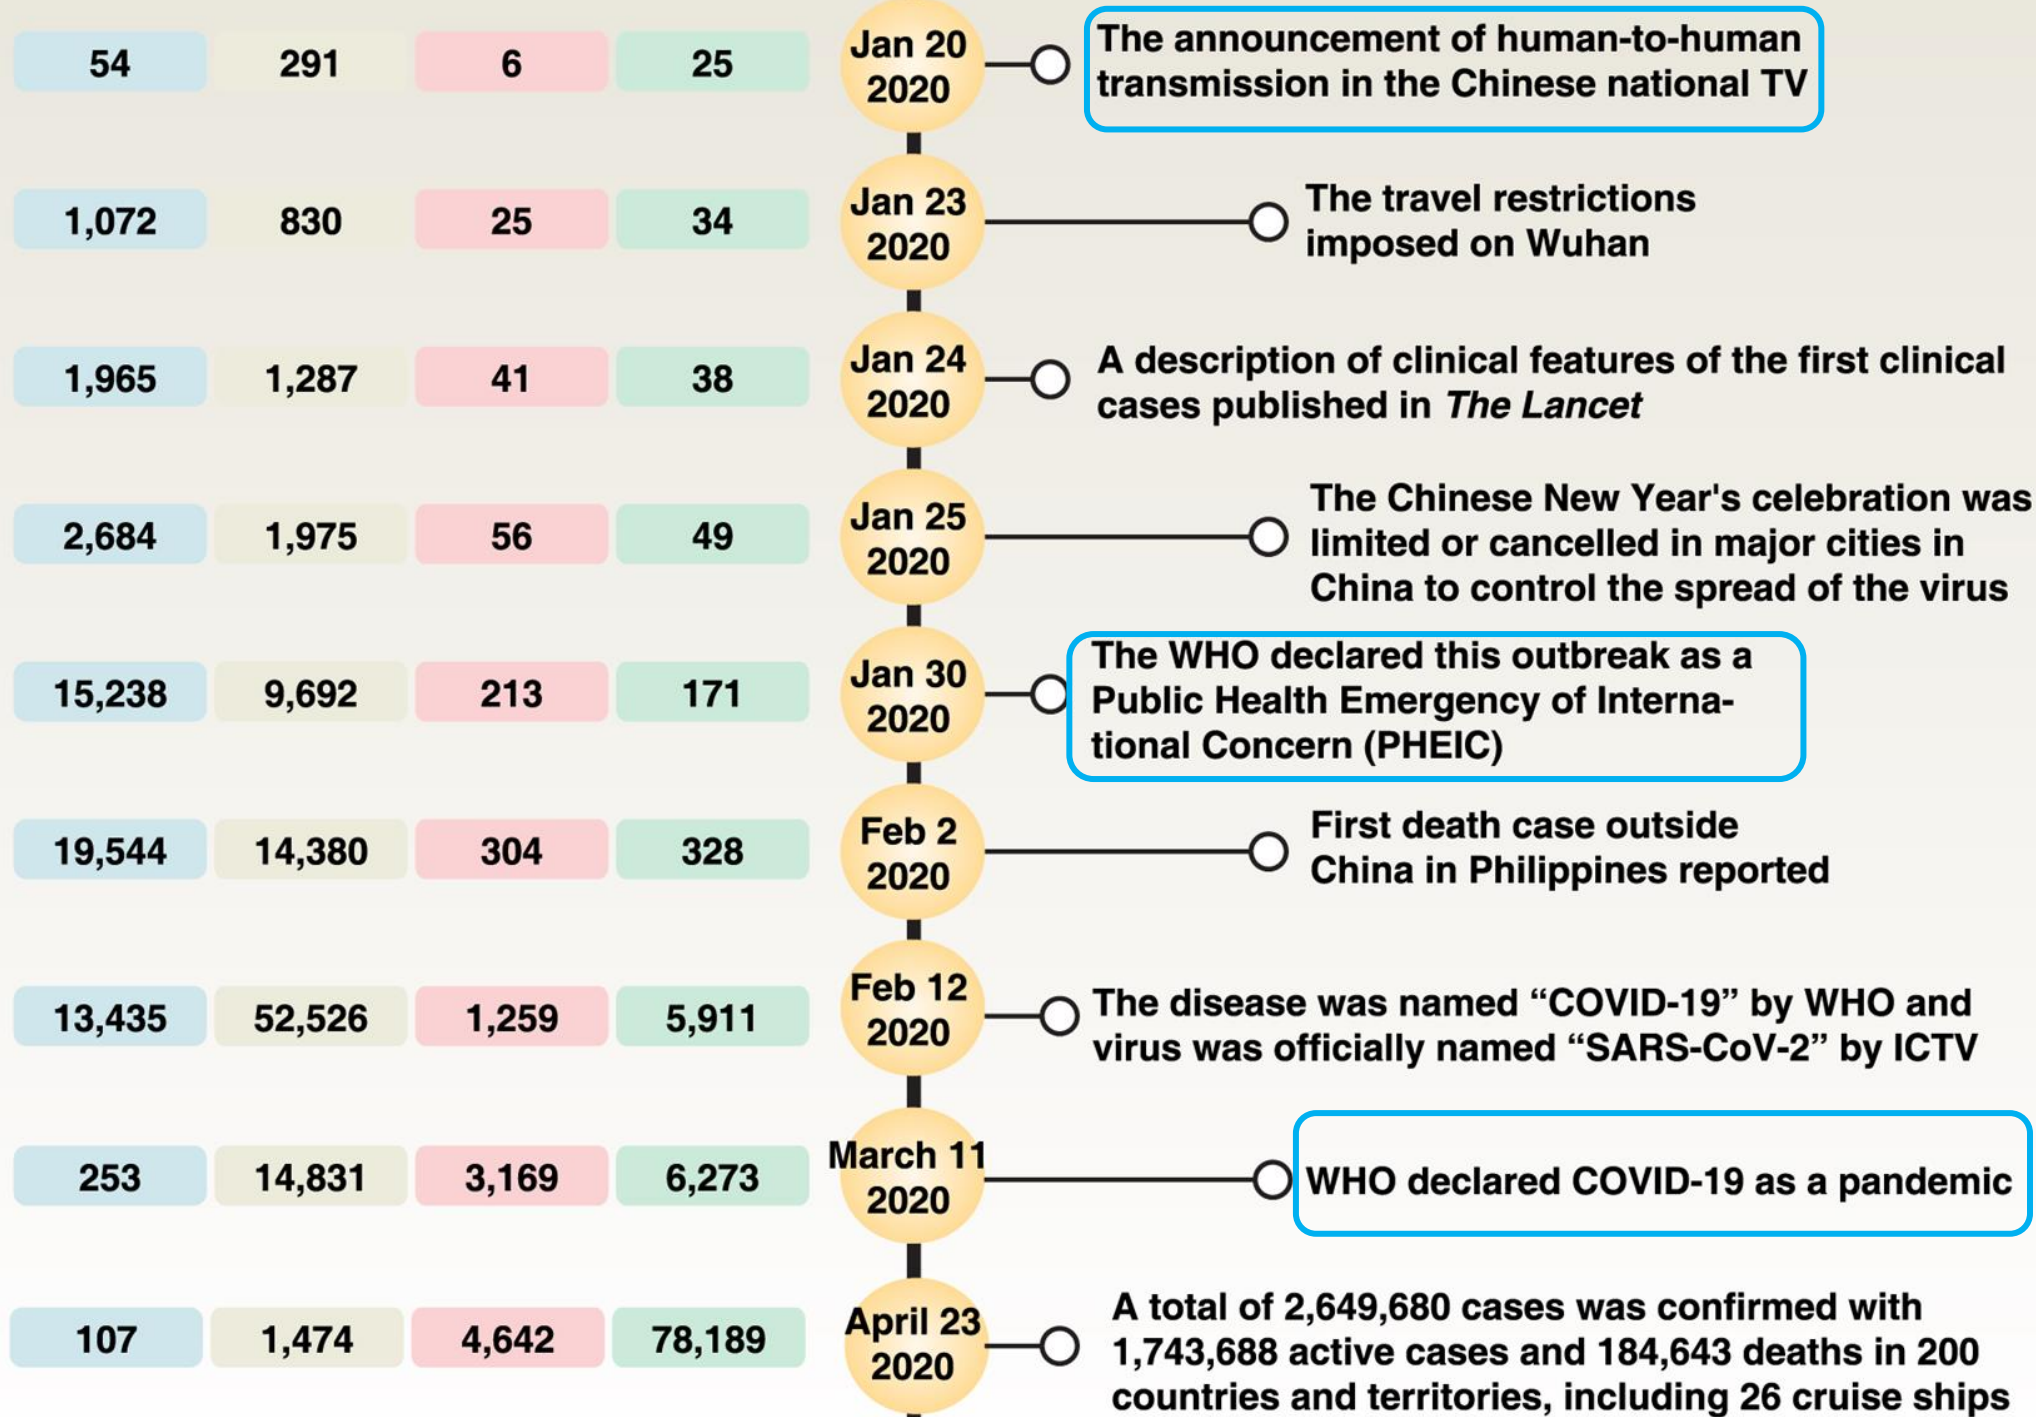 54 291 6 25 Jan 20 The announcement of human-to-human
2020 transmission in the Chinese national TV
1,072 830 25 34 Jan 23 The travel restrictions
2020 imposed on Wuhan
1,965 1,287 41 38 Jan 24 A description of clinical features of the first clinical
2020 cases published in The Lancet
2,684 1,975 56 49 Jan 25 The Chinese New Year's celebration was
2020 limited or cancelled in major cities in
China to control the spread of the virus
15,238 9,692 213 171 Jan 30 The WHO declared this outbreak as a
2020 Public Health Emergency of Interna-
tional Concern (PHEIC)
19,544 14,380 304 328 Feb 2 First death case outside
2020 China in Philippines reported
13,435 52,526 1,259 5,911 Feb 12 The disease was named “COVID-19” by WHO and
2020 virus was officially named “SARS-CoV-2” by ICTV
253 14,831 3,169 6,273 March 11 WHO declared COVID-19 as a pandemic
2020
107 1,474 4,642 78,189 April 23 A total of 2,649,680 cases was confirmed with
2020 1,743,688 active cases and 184,643 deaths in 200
countries and territories, including 26 cruise ships